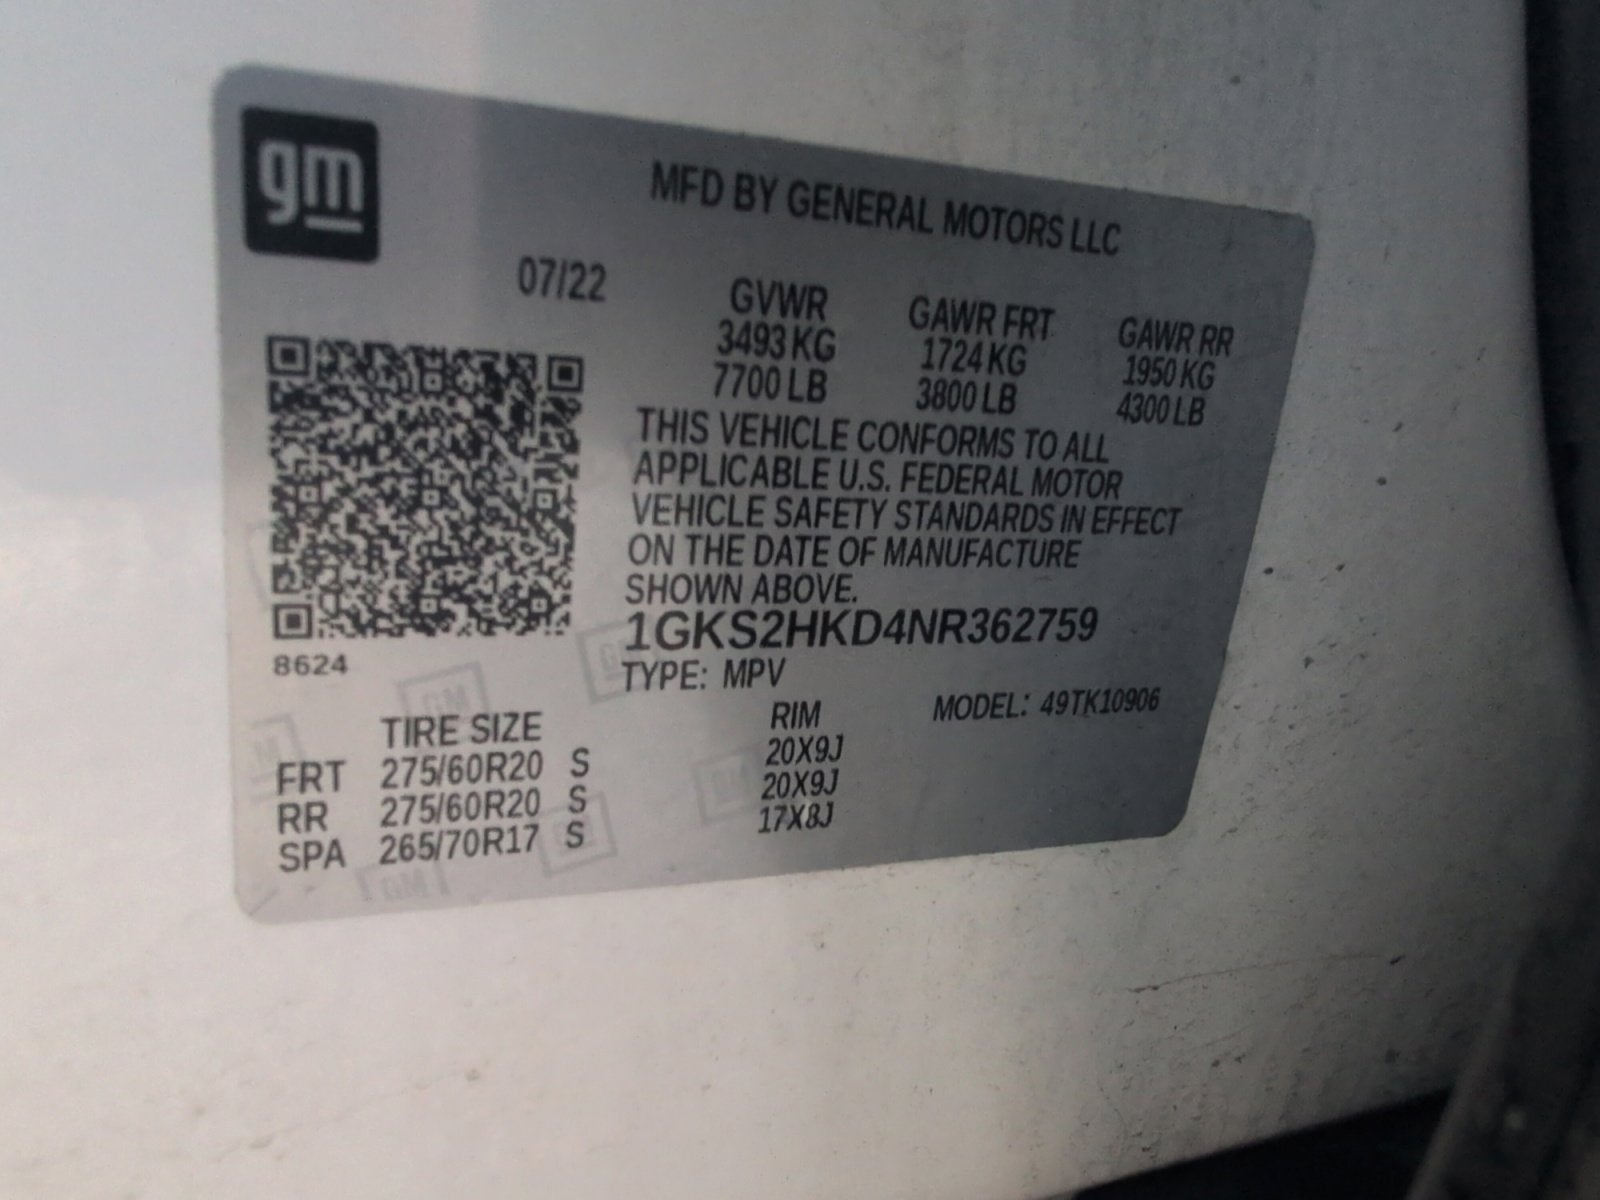 gm
MFD BY GENERAL MOTORS LLC
07/22
GVWR GAWR FRT GAWR RR
3493 KG 1724 KG 1950 KG
7700 LB 3800 LB 4300 LB
THIS VEHICLE CONFORMS TO ALL
APPLICABLE U.S. FEDERAL MOTOR
VEHICLE SAFETY STANDARDS IN EFFECT
ON THE DATE OF MANUFACTURE
SHOWN ABOVE.
1GKS2HKD4NR362759
8624
TYPE: MPV
MODEL: 49TK10906
TIRE SIZE RIM
FRT 275/60R20 S 20X9J
RR 275/60R20 S 20X9J
SPA 265/70R17 S 17X8J
GM
GM